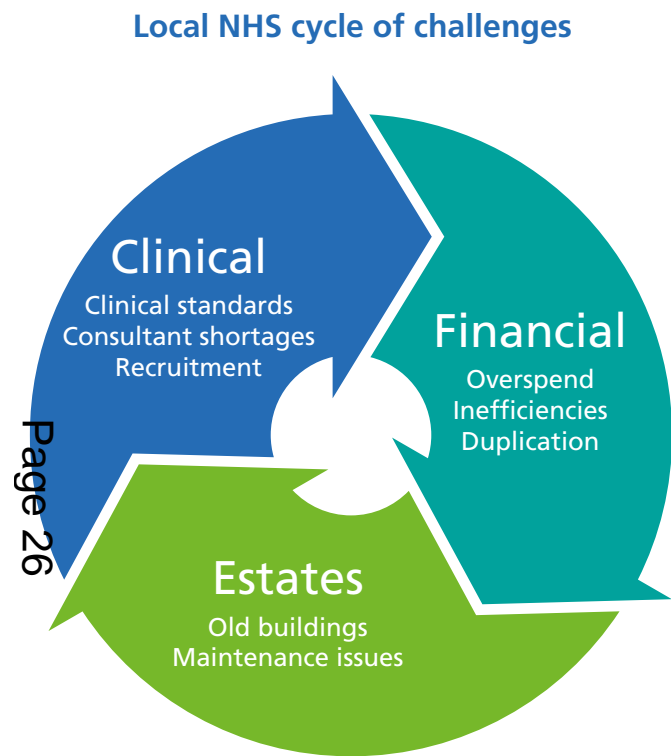 Local NHS cycle of challenges
Clinical
Clinical standards
Consultant shortages
Recruitment
Financial
Overspend
Inefficiencies
Duplication
Estates
Old buildings
Maintenance issues
Page 26